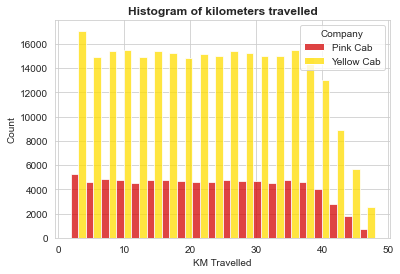 Histogram of kilometers travelled
Company
Pink Cab
Yellow Cab
16000
14000
12000
10000
8000
6000
4000
2000
0
Count
0 10 20 30 40 50
KM Travelled